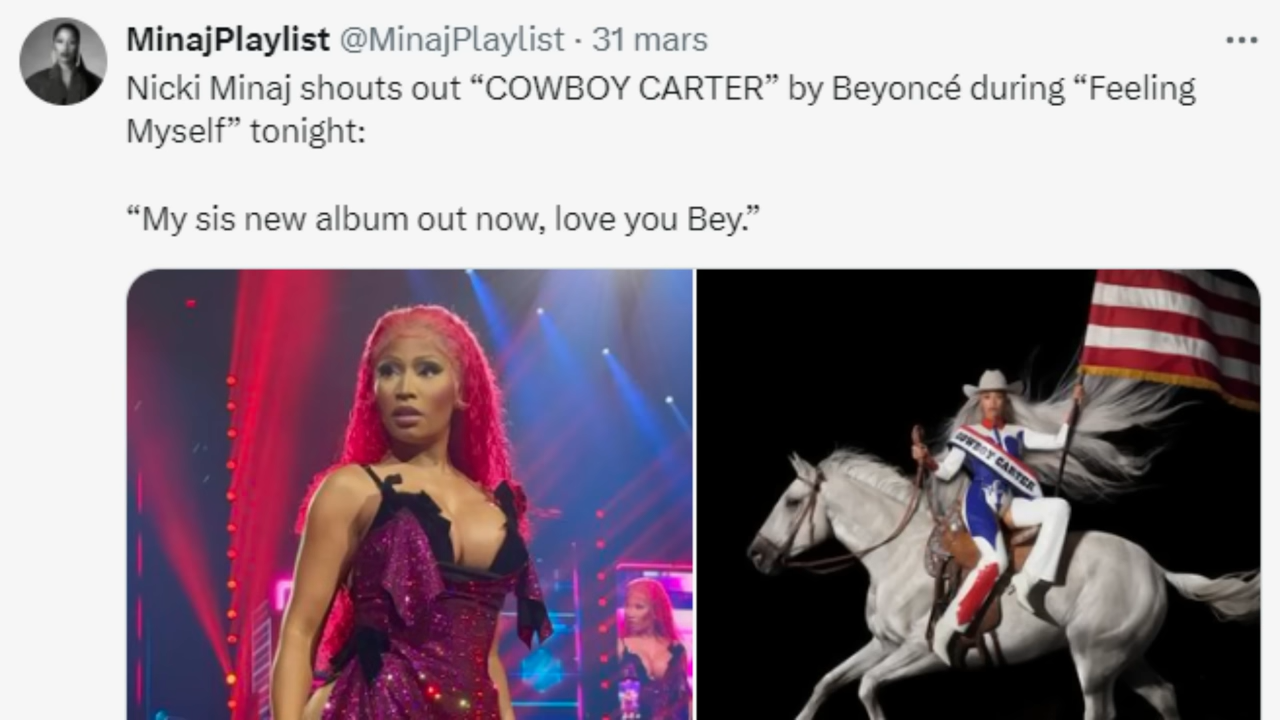 MinajPlaylist @MinajPlaylist · 31 mars
Nicki Minaj shouts out “COWBOY CARTER” by Beyoncé during “Feeling
Myself” tonight:
“My sis new album out now, love you Bey.”
COWBOY CARTER